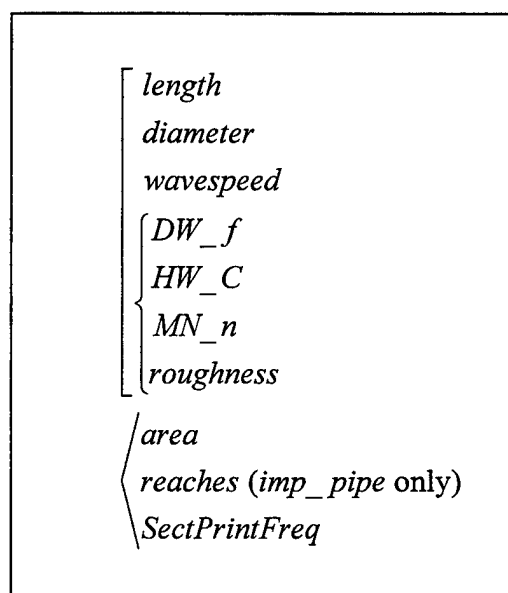 length
diameter
wavespeed
DW_f
HW_C
MN_n
roughness
area
reaches (imp_pipe only)
SectPrintFreq